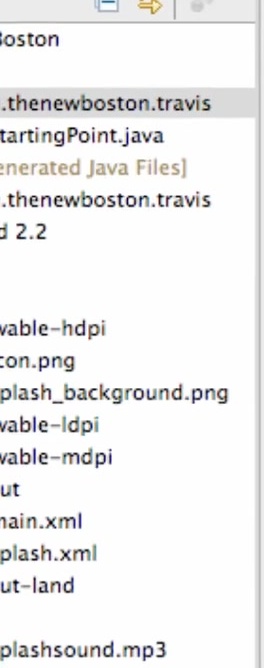 Boston
.thenewboston.travis
tartingPoint.java
enerated Java Files]
.thenewboston.travis
d 2.2
wable-hdpi
con.png
plash_background.png
wable-ldpi
wable-mdpi
ut
main.xml
plash.xml
ut-land
plashsound.mp3